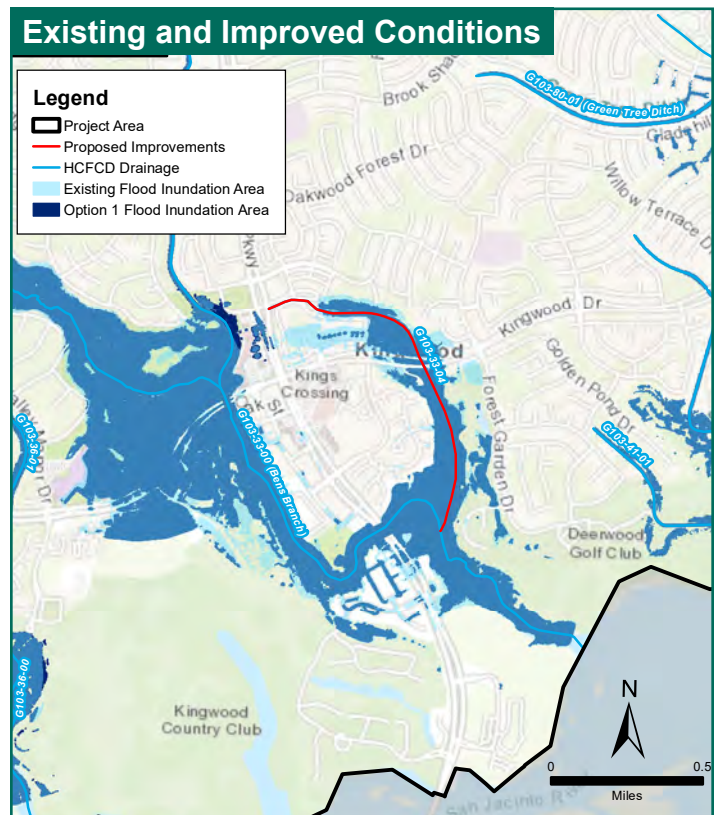 Existing and Improved Conditions
Legend
Project Area
Proposed Improvements
HCFCD Drainage
Existing Flood Inundation Area
Option 1 Flood Inundation Area
Brook
G103-80-01 (Green Tree Ditch)
Oakwood Forest Dr
Willow Terrace
Kingwood Dr
Kingwood
G103-33-04
Kings
Crossing
Golden Pond Dr
Forest Garden Dr
G103-33-00 (Bens Branch)
G103-36-01
G103-41-01
Deerwood
Golf Club
G103-36-00
Kingwood
Country Club
N
0
0.5
Miles
San Jacinto